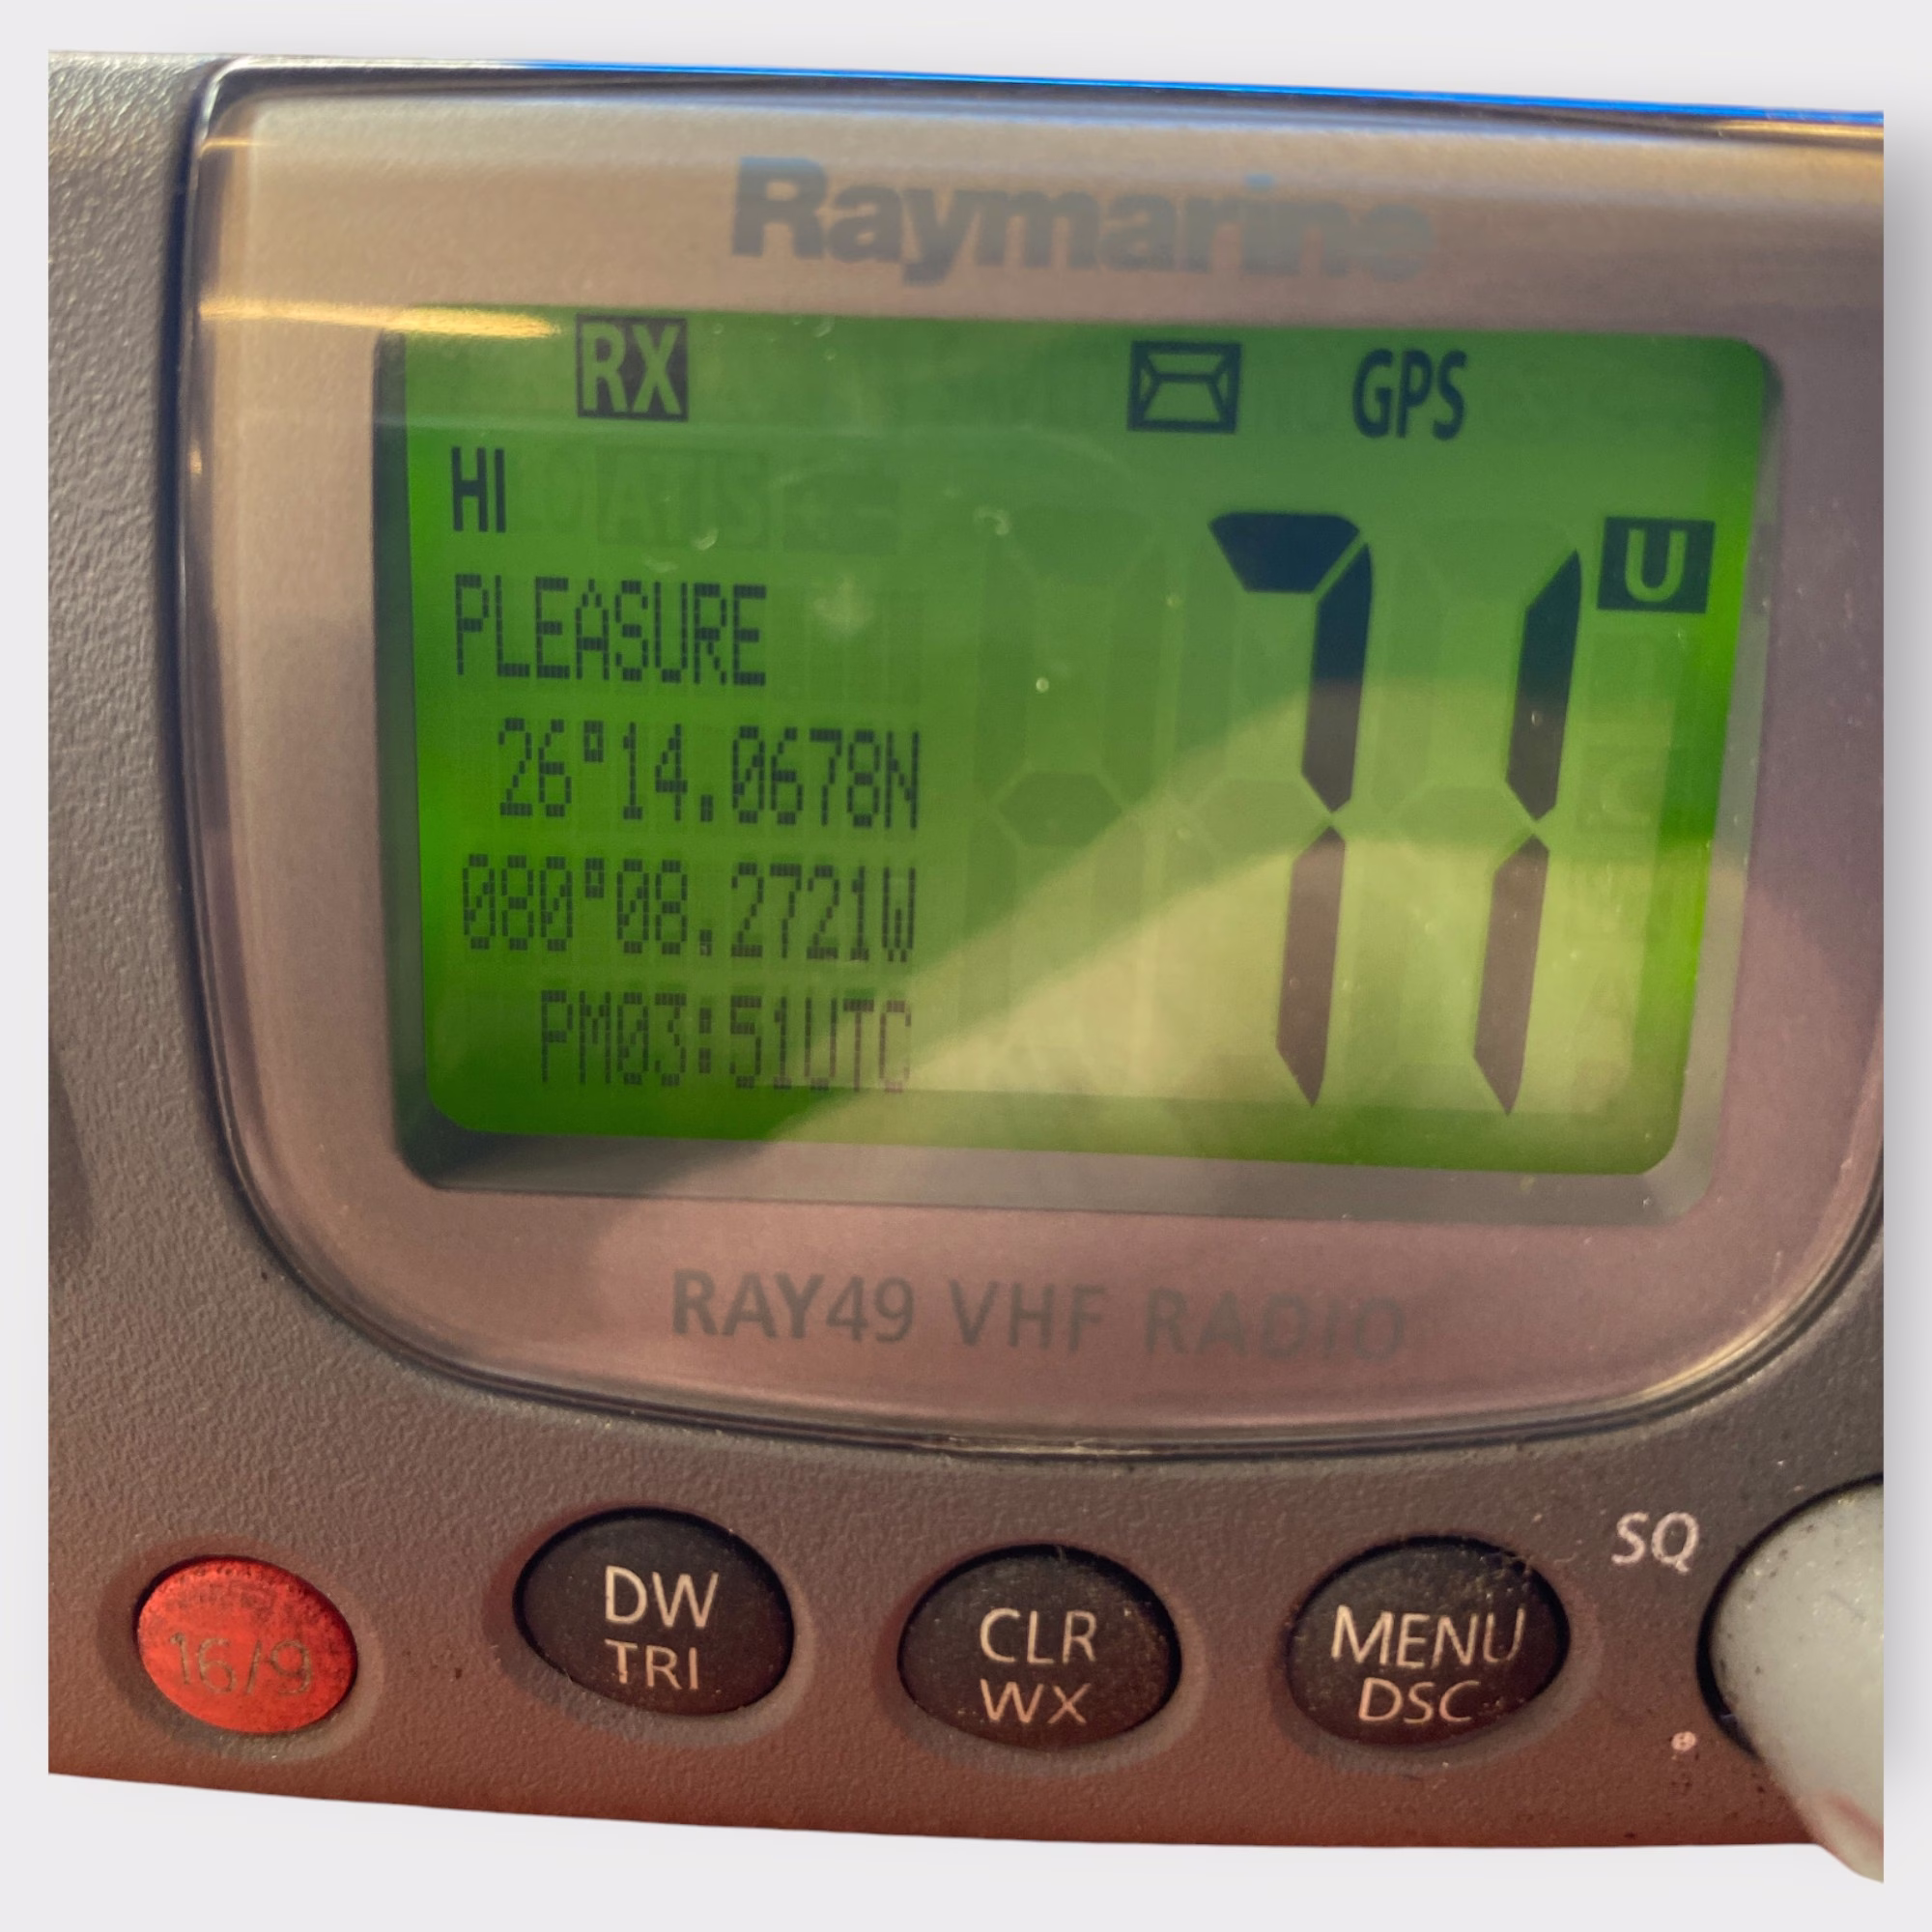 Raymarine
RX GPS
HI
71 U
PLEASURE
26°14.0678N
080°08.2721W
PM03:51UTC
RAY49 VHF RADIO
SQ
16/9
DW
TRI
CLR
WX
MENU
DSC